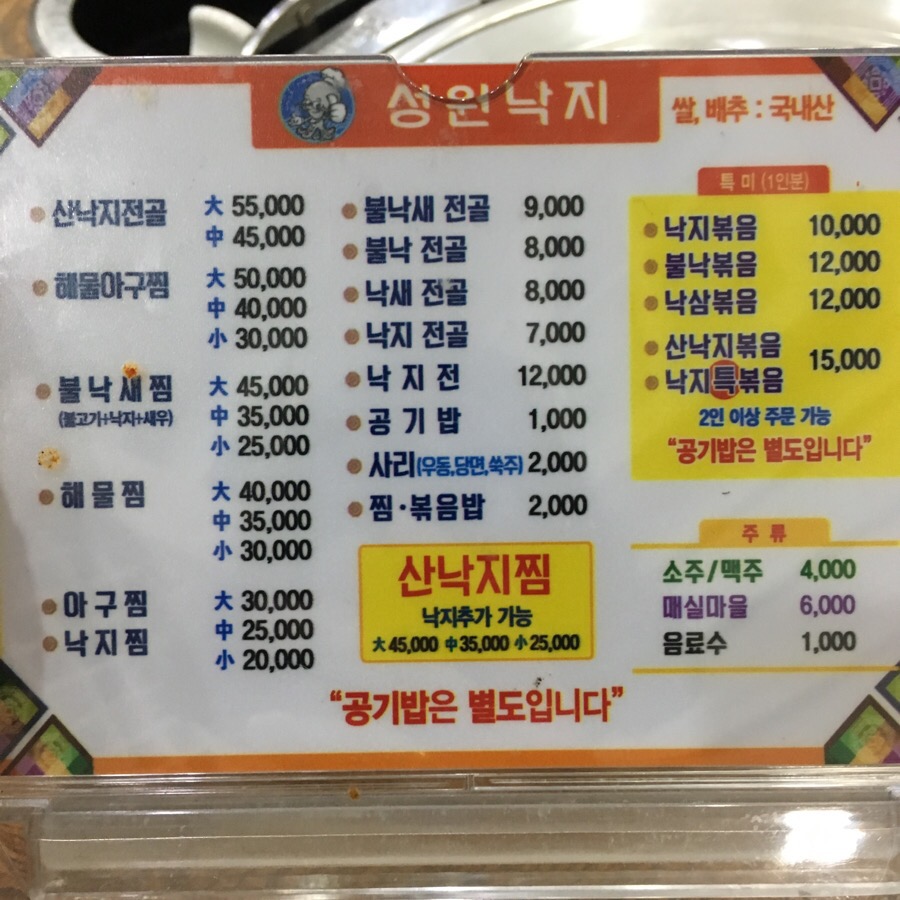 성원낙지
쌀, 배추 : 국내산
산낙지전골 大 55,000
中 45,000
해물아구찜 大 50,000
中 40,000
小 30,000
불낙새찜 大 45,000
(불고기+낙지+새우) 中 35,000
小 25,000
해물찜 大 40,000
中 35,000
小 30,000
아구찜 大 30,000
낙지찜 中 25,000
小 20,000
불낙새 전골 9,000
불낙 전골 8,000
낙새 전골 8,000
낙지 전골 7,000
낙지전 12,000
공기밥 1,000
사리(우동,당면,쑥주) 2,000
찜·볶음밥 2,000
산낙지찜
낙지추가 가능
大 45,000 中 35,000 小 25,000
특미 (1인분)
낙지볶음 10,000
불낙볶음 12,000
낙삼볶음 12,000
산낙지볶음 15,000
낙지특볶음
2인 이상 주문 가능
“공기밥은 별도입니다”
주류
소주/맥주 4,000
매실마을 6,000
음료수 1,000
“공기밥은 별도입니다”